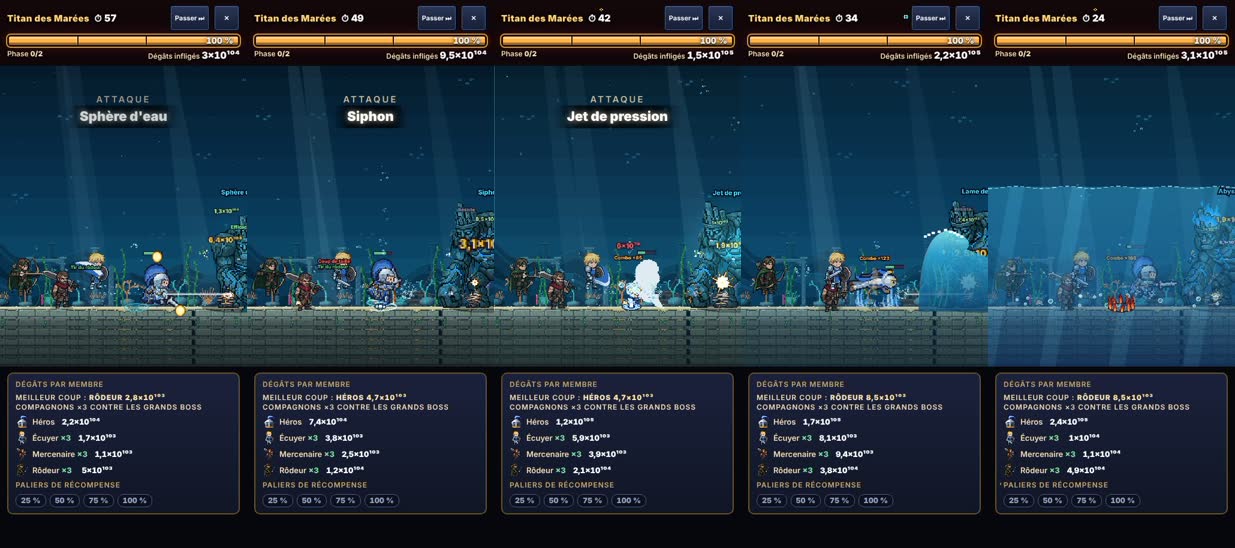 Titan des Marées ⏱ 57
Passer ⏭ ×
100 %
Phase 0/2 Dégâts infligés 3×10¹⁰⁴
ATTAQUE
Sphère d'eau
DÉGÂTS PAR MEMBRE
MEILLEUR COUP : RÔDEUR 2,8×10¹⁰³
COMPAGNONS ×3 CONTRE LES GRANDS BOSS
Héros 2,2×10¹⁰⁴
Écuyer ×3 1,7×10¹⁰³
Mercenaire ×3 1,1×10¹⁰³
Rôdeur ×3 5×10¹⁰³
PALIERS DE RÉCOMPENSE
25 % 50 % 75 % 100 %
Titan des Marées ⏱ 49
Passer ⏭ ×
100 %
Phase 0/2 Dégâts infligés 9,5×10¹⁰⁴
ATTAQUE
Siphon
Siph
3,1×1
DÉGÂTS PAR MEMBRE
MEILLEUR COUP : HÉROS 4,7×10¹⁰³
COMPAGNONS ×3 CONTRE LES GRANDS BOSS
Héros 7,4×10¹⁰⁴
Écuyer ×3 3,8×10¹⁰³
Mercenaire ×3 2,5×10¹⁰³
Rôdeur ×3 1,2×10¹⁰⁴
PALIERS DE RÉCOMPENSE
25 % 50 % 75 % 100 %
Titan des Marées ⏱ 42
Passer ⏭ ×
100 %
Phase 0/2 Dégâts infligés 1,5×10¹⁰⁵
ATTAQUE
Jet de pression
Jet de pr
Combo ×85
DÉGÂTS PAR MEMBRE
MEILLEUR COUP : HÉROS 4,7×10¹⁰³
COMPAGNONS ×3 CONTRE LES GRANDS BOSS
Héros 1,2×10¹⁰⁵
Écuyer ×3 5,9×10¹⁰³
Mercenaire ×3 3,9×10¹⁰³
Rôdeur ×3 2,1×10¹⁰⁴
PALIERS DE RÉCOMPENSE
25 % 50 % 75 % 100 %
Titan des Marées ⏱ 34
Passer ⏭ ×
100 %
Phase 0/2 Dégâts infligés 2,2×10¹⁰⁵
Lame de
Combo ×123
DÉGÂTS PAR MEMBRE
MEILLEUR COUP : RÔDEUR 8,5×10¹⁰³
COMPAGNONS ×3 CONTRE LES GRANDS BOSS
Héros 1,7×10¹⁰⁵
Écuyer ×3 8,1×10¹⁰³
Mercenaire ×3 9,4×10¹⁰³
Rôdeur ×3 3,8×10¹⁰⁴
PALIERS DE RÉCOMPENSE
25 % 50 % 75 % 100 %
Titan des Marées ⏱ 24
Passer ⏭ ×
100 %
Phase 0/2 Dégâts infligés 3,1×10¹⁰⁵
Abys
DÉGÂTS PAR MEMBRE
MEILLEUR COUP : RÔDEUR 8,5×10¹⁰³
COMPAGNONS ×3 CONTRE LES GRANDS BOSS
Héros 2,4×10¹⁰⁵
Écuyer ×3 1×10¹⁰⁴
Mercenaire ×3 1,1×10¹⁰⁴
Rôdeur ×3 4,9×10¹⁰⁴
PALIERS DE RÉCOMPENSE
25 % 50 % 75 % 100 %